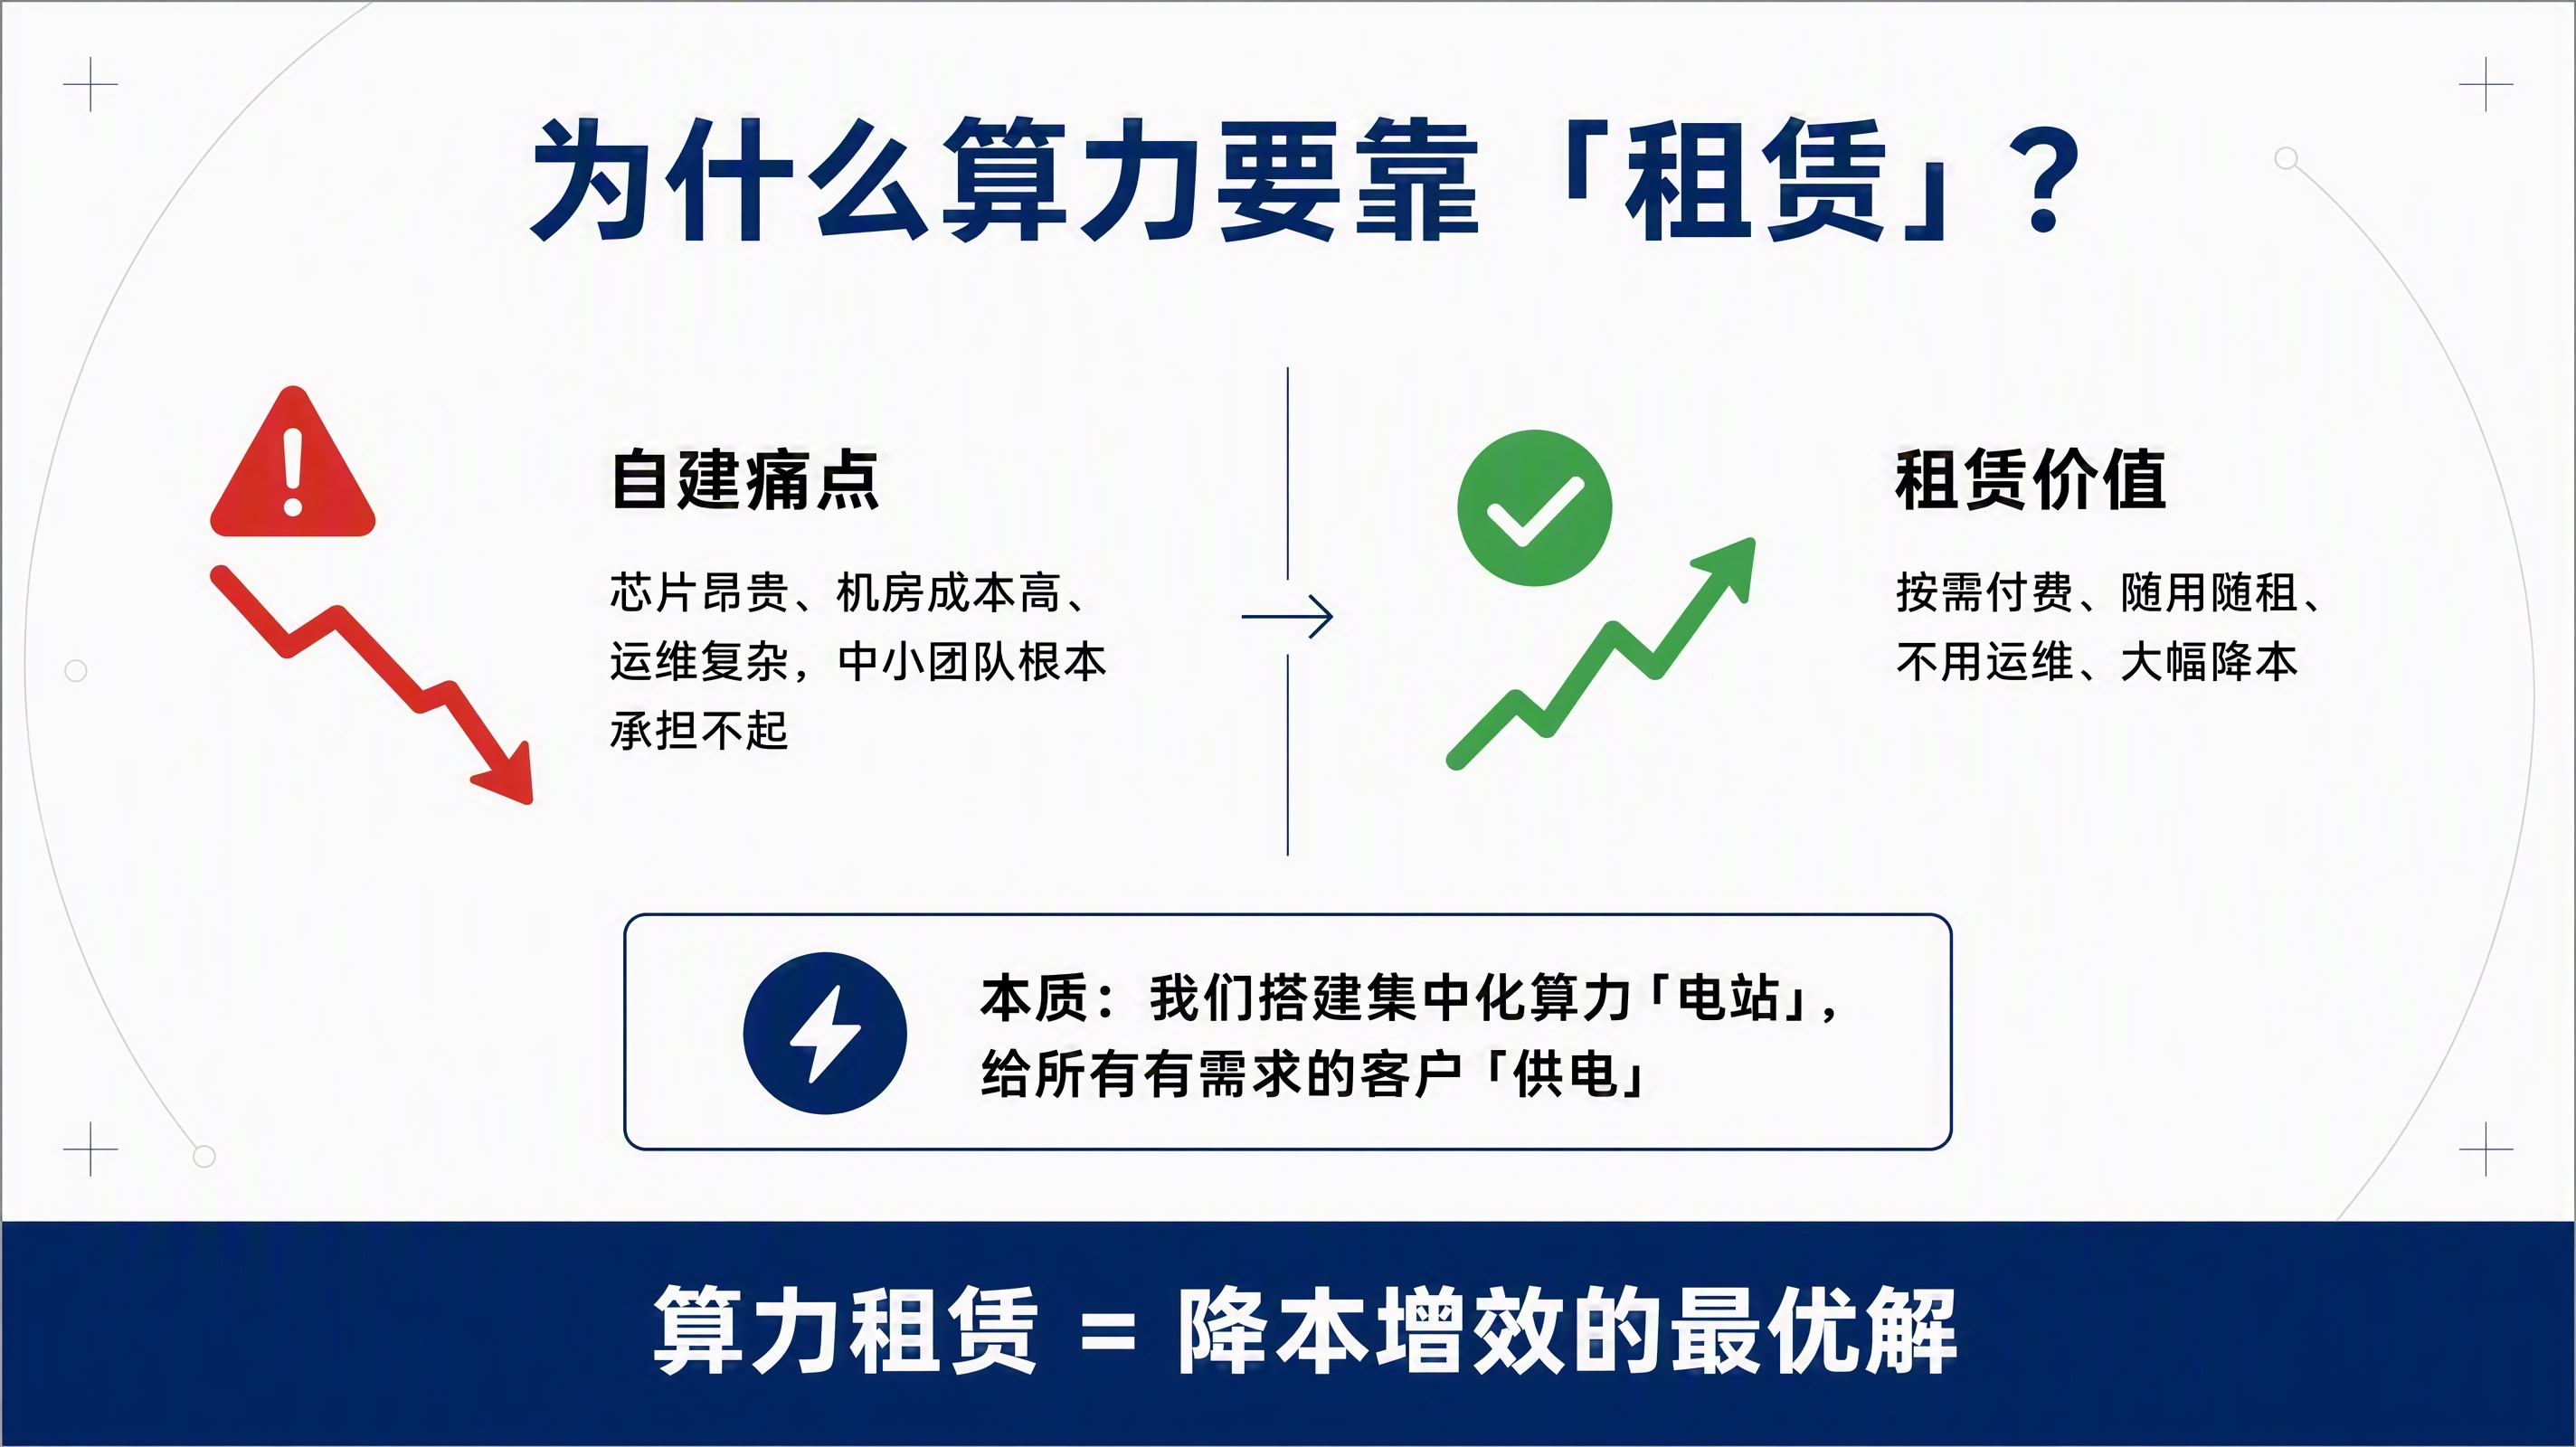 为什么算力要靠「租赁」?
自建痛点
芯片昂贵、机房成本高、
运维复杂，中小团队根本
承担不起
租赁价值
按需付费、随用随租、
不用运维、大幅降本
本质：我们搭建集中化算力「电站」,
给所有有需求的客户「供电」
算力租赁 = 降本增效的最优解